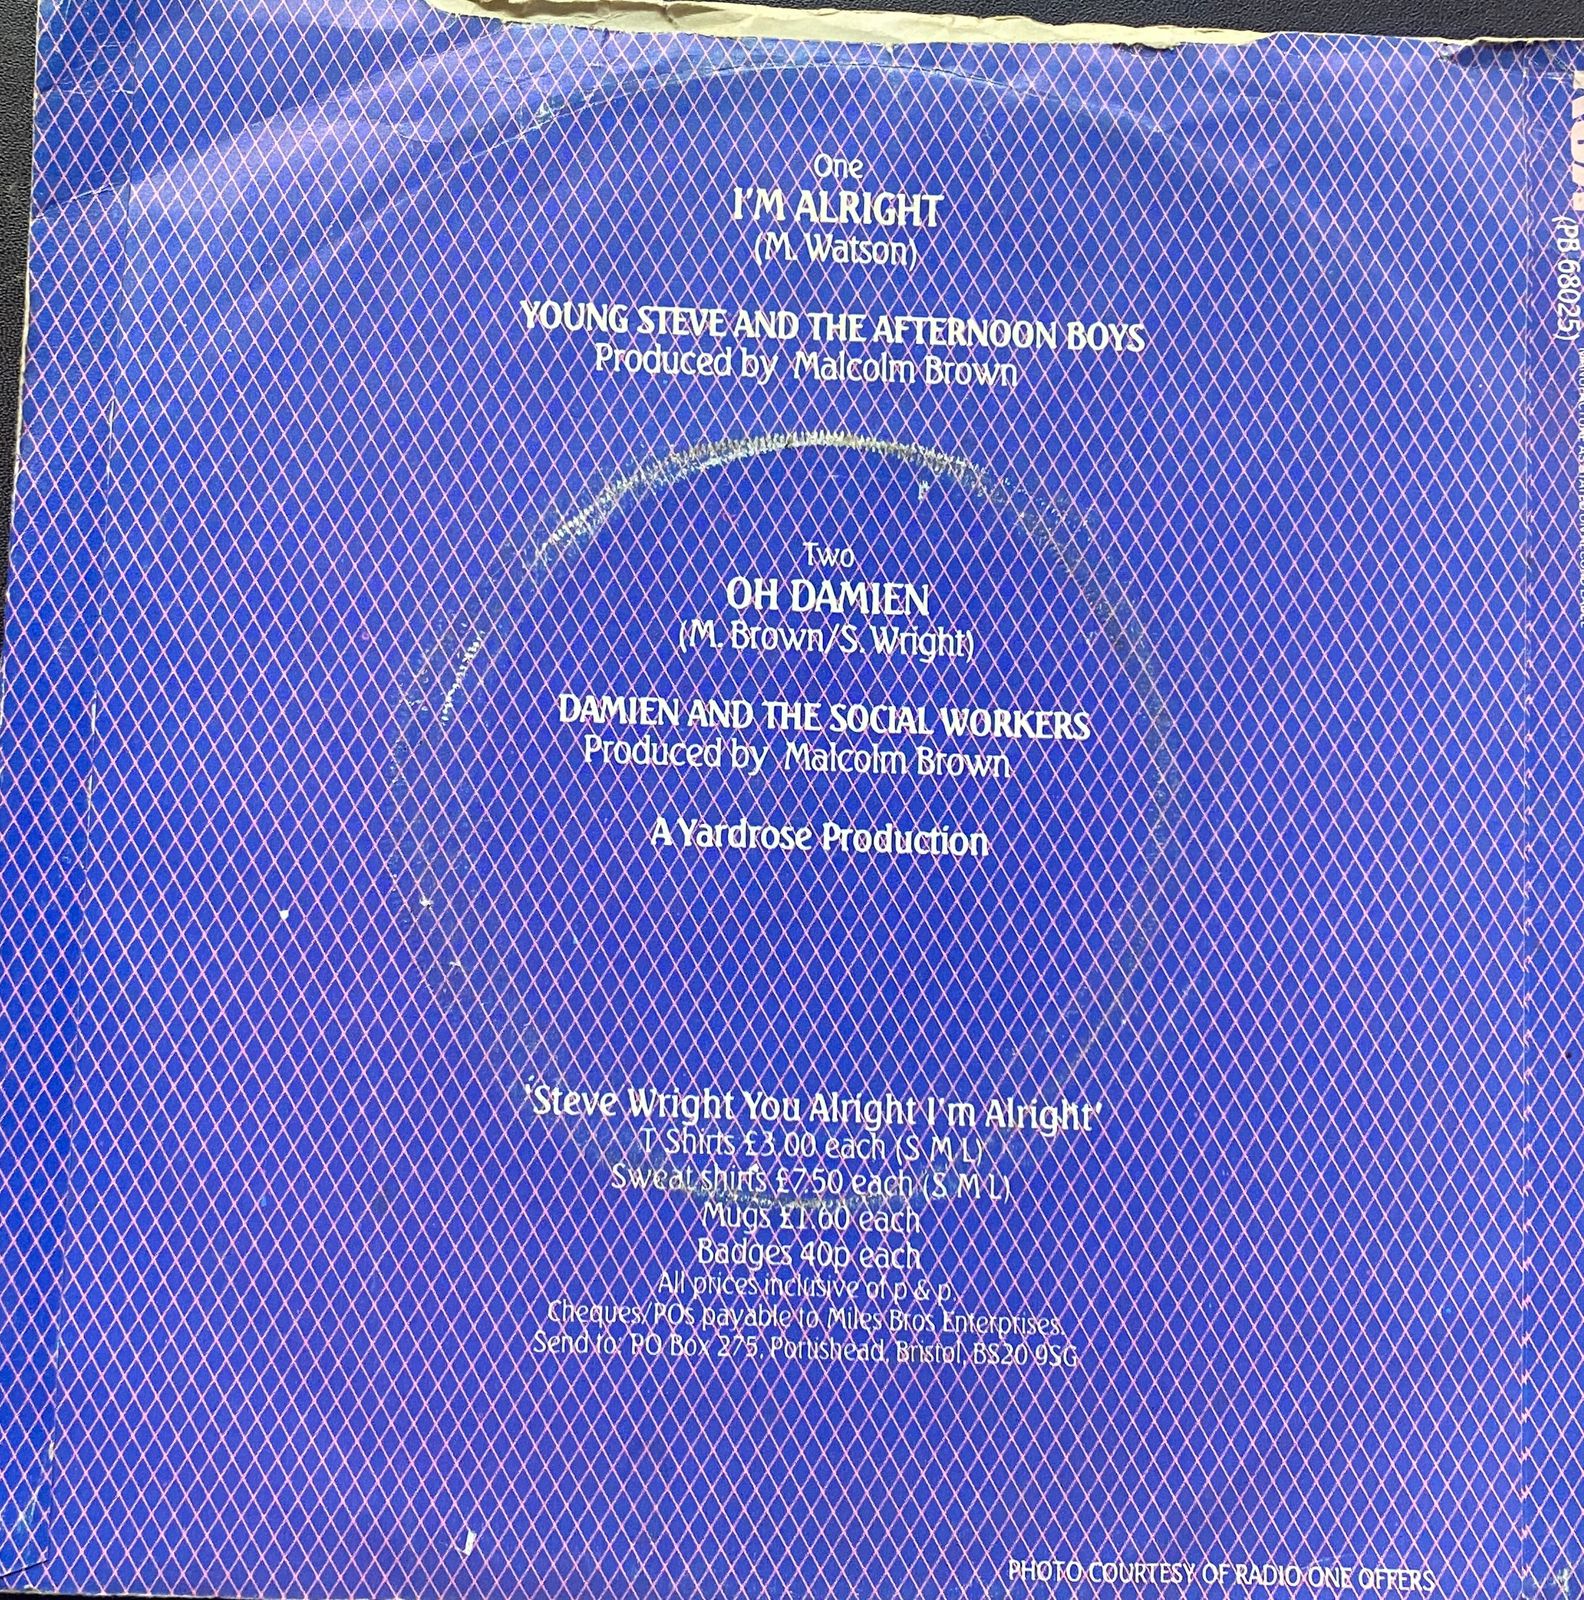 One
I'M ALRIGHT
(M. Watson)
YOUNG STEVE AND THE AFTERNOON BOYS
Produced by Malcolm Brown
Two
OH DAMIEN
(M. Brown/S. Wright)
DAMIEN AND THE SOCIAL WORKERS
Produced by Malcolm Brown
A Yardrose Production
'Steve Wright You Alright I'm Alright'
T Shirts £3.00 each (S M L)
Sweat shirts £7.50 each (S M L)
Mugs £1.60 each
Badges 40p each
All prices inclusive of p & p.
Cheques/POs payable to Miles Bros Enterprises.
Send to: PO Box 275, Portishead, Bristol, BS20 9SG
PHOTO COURTESY OF RADIO ONE OFFERS
(PB 68025)